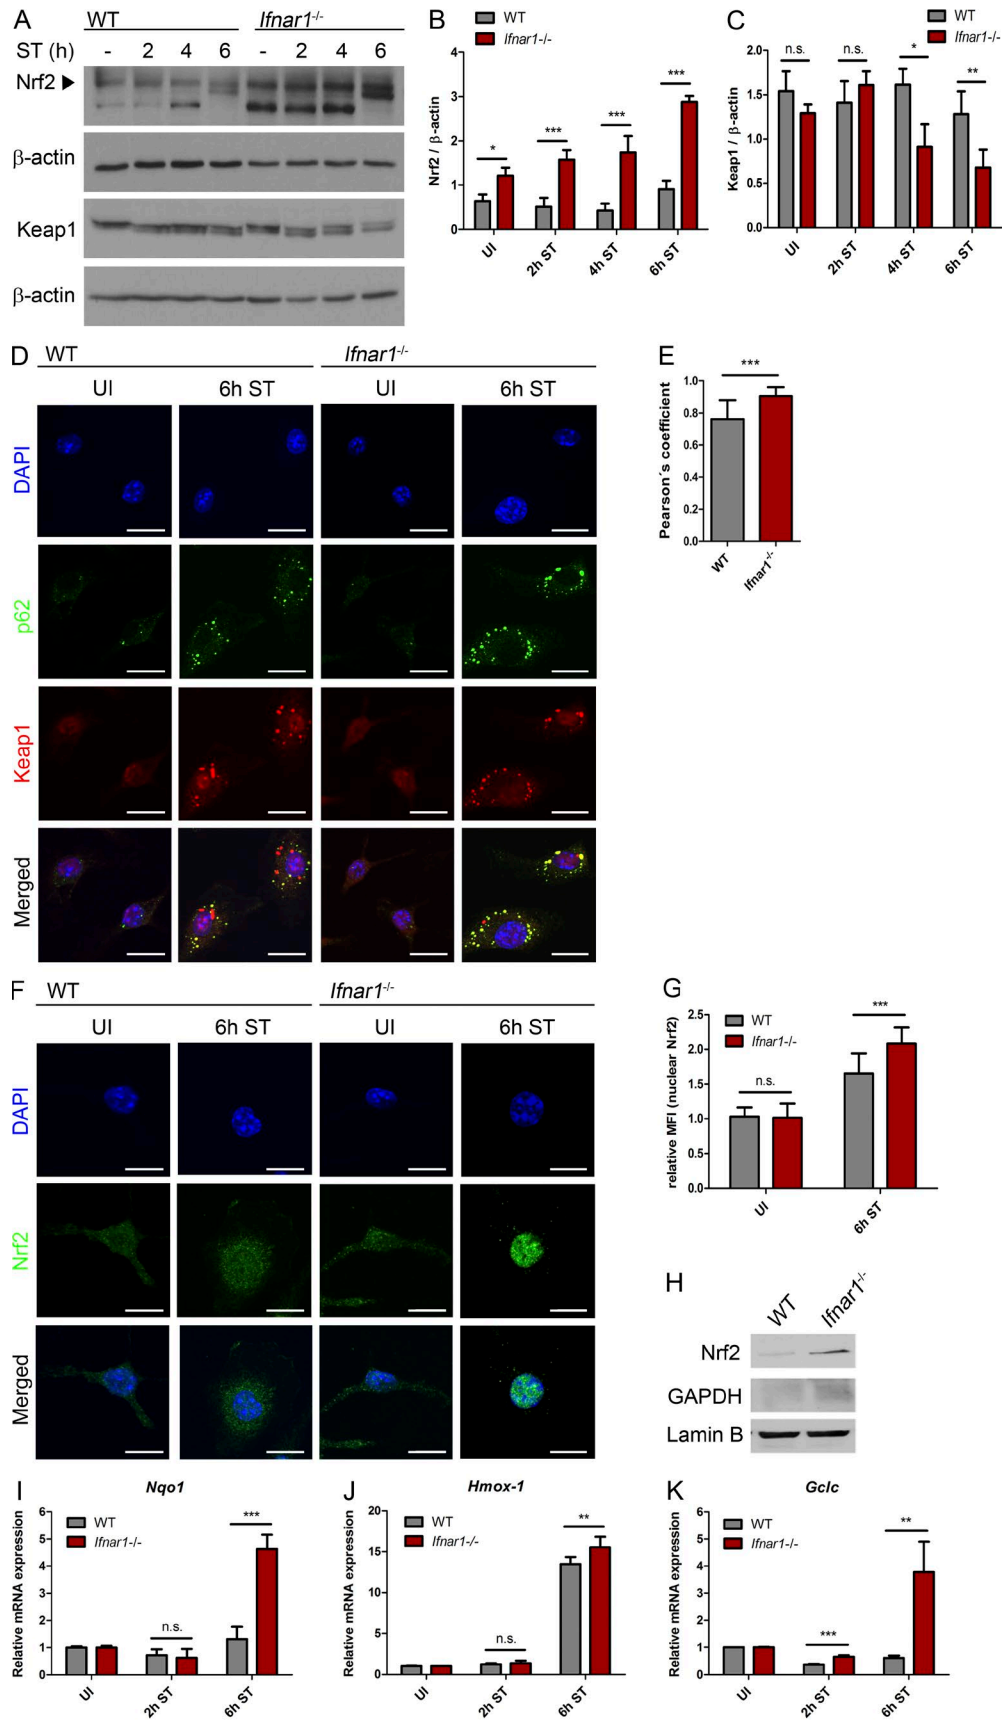 A
WT
Ifnar1-/-
ST (h)
-
2
4
6
-
2
4
6
Nrf2
β-actin
Keap1
β-actin
B
WT
Ifnar1-/-
Nrf2 / β-actin
4
3
2
1
0
*
***
***
***
UI
2h ST
4h ST
6h ST
C
WT
Ifnar1-/-
Keap1 / β-actin
2.0
1.5
1.0
0.5
0.0
n.s.
n.s.
*
**
UI
2h ST
4h ST
6h ST
D
WT
Ifnar1-/-
UI
6h ST
UI
6h ST
DAPI
p62
Keap1
Merged
E
***
Pearson´s coefficient
1.0
0.8
0.6
0.4
0.2
0.0
WT
Ifnar1-/-
F
WT
Ifnar1-/-
UI
6h ST
UI
6h ST
DAPI
Nrf2
Merged
G
WT
Ifnar1-/-
relative MFI (nuclear Nrf2)
2.5
2.0
1.5
1.0
0.5
0.0
n.s.
***
UI
6h ST
H
WT
Ifnar1-/-
Nrf2
GAPDH
Lamin B
I
Nqo1
WT
Ifnar1-/-
Relative mRNA expression
6
5
4
3
2
1
0
n.s.
***
UI
2h ST
6h ST
J
Hmox-1
WT
Ifnar1-/-
Relative mRNA expression
20
15
10
5
0
n.s.
**
UI
2h ST
6h ST
K
Gclc
WT
Ifnar1-/-
Relative mRNA expression
6
5
4
3
2
1
0
***
**
UI
2h ST
6h ST